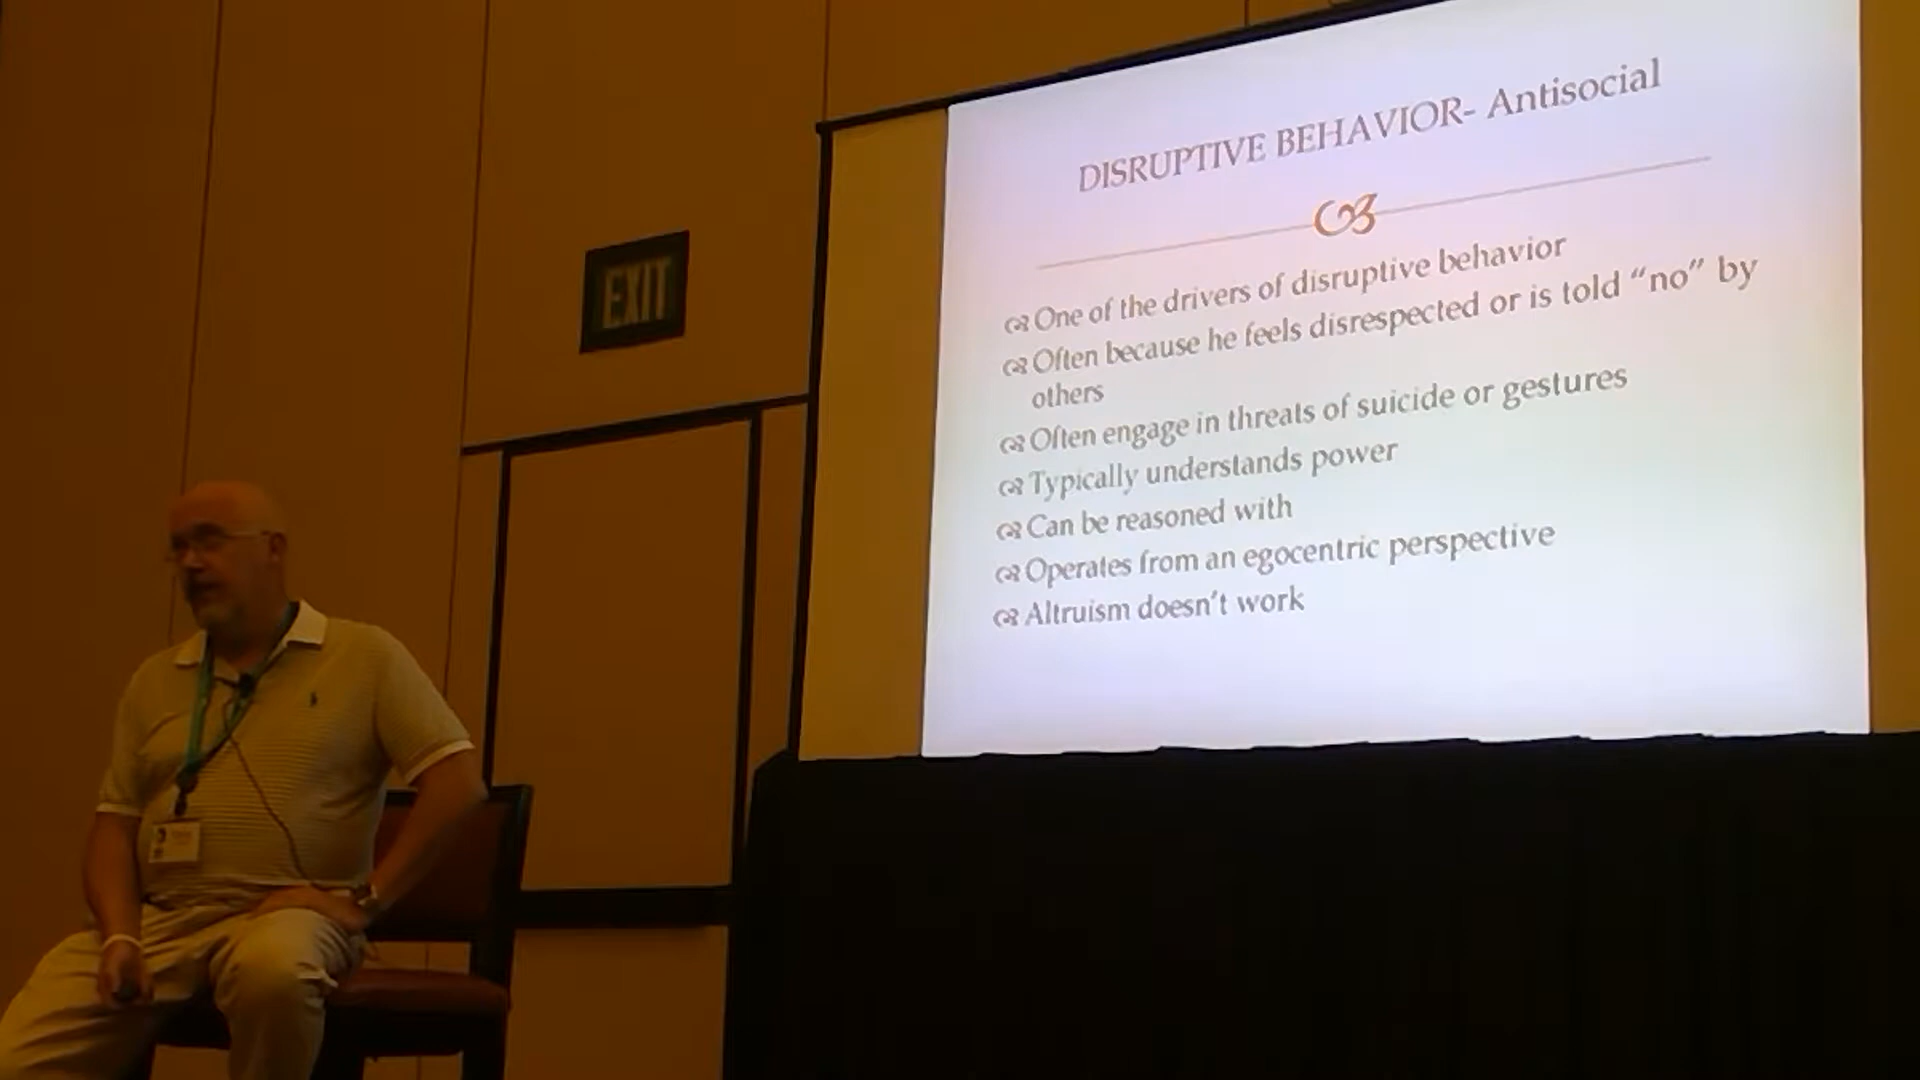 DISRUPTIVE BEHAVIOR- Antisocial
One of the drivers of disruptive behavior
Often because he feels disrespected or is told “no” by
others
Often engage in threats of suicide or gestures
Typically understands power
Can be reasoned with
Operates from an egocentric perspective
Altruism doesn’t work
EXIT